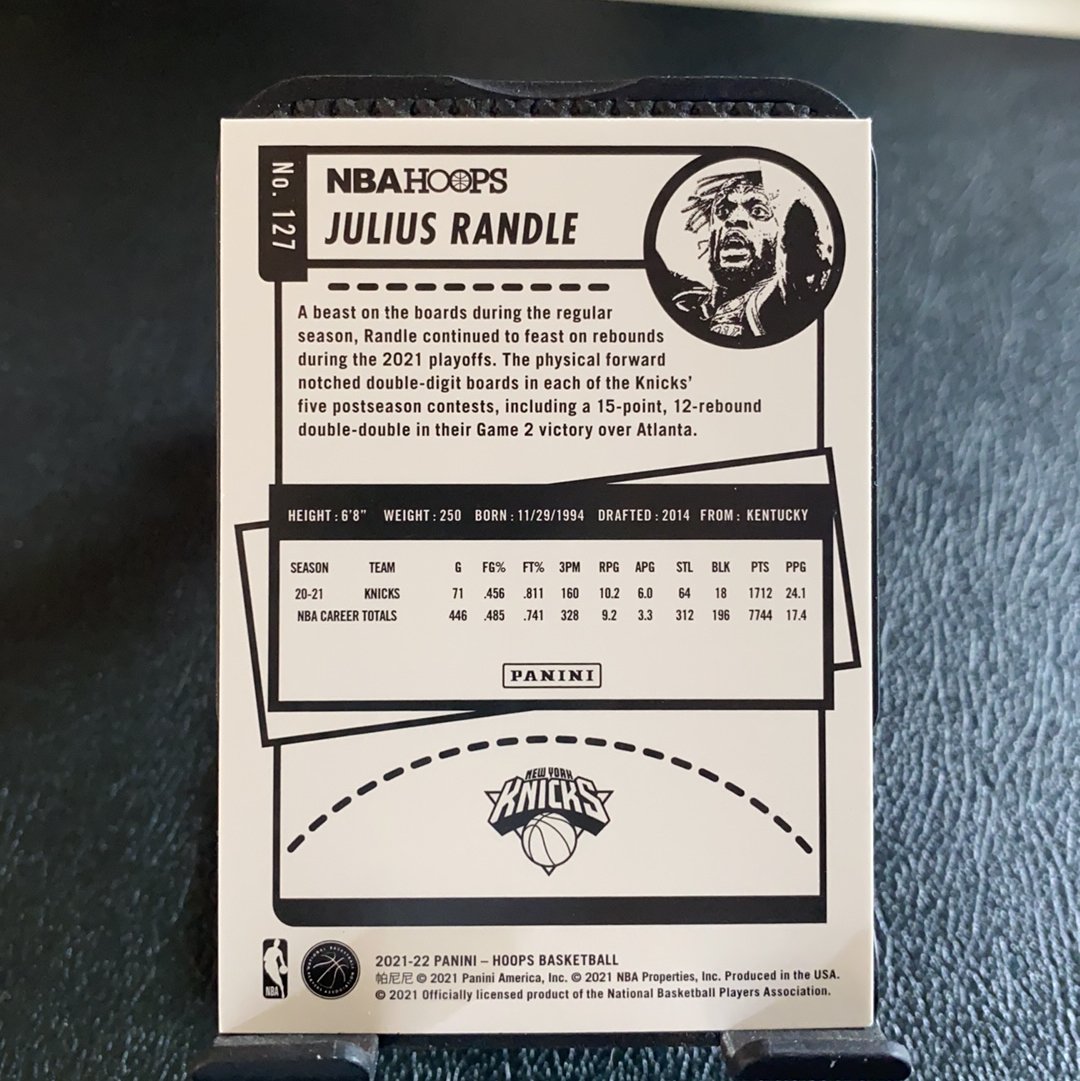 No. 127
NBA HOOPS
JULIUS RANDLE
A beast on the boards during the regular
season, Randle continued to feast on rebounds
during the 2021 playoffs. The physical forward
notched double-digit boards in each of the Knicks'
five postseason contests, including a 15-point, 12-rebound
double-double in their Game 2 victory over Atlanta.
HEIGHT : 6'8" WEIGHT : 250 BORN : 11/29/1994 DRAFTED : 2014 FROM : KENTUCKY
SEASON TEAM G FG% FT% 3PM RPG APG STL BLK PTS PPG
20-21 KNICKS 71 .456 .811 160 10.2 6.0 64 18 1712 24.1
NBA CAREER TOTALS 446 .485 .741 328 9.2 3.3 312 196 7744 17.4
PANINI
NEW YORK
KNICKS
NBA
NATIONAL BASKETBALL PLAYERS ASSOCIATION
2021-22 PANINI – HOOPS BASKETBALL
帕尼尼 © 2021 Panini America, Inc. © 2021 NBA Properties, Inc. Produced in the USA.
© 2021 Officially licensed product of the National Basketball Players Association.